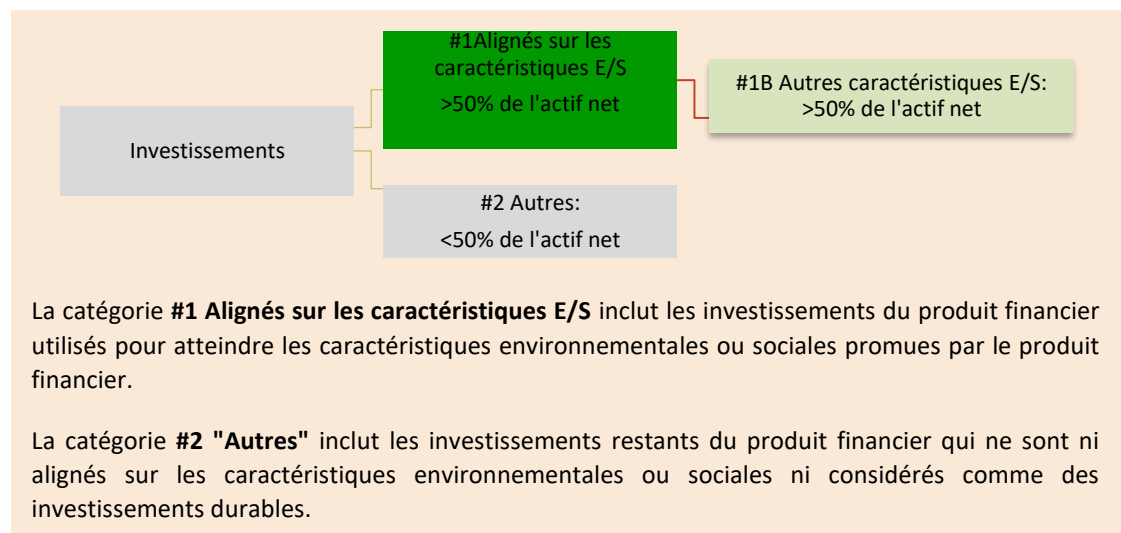 #1Alignés sur les
caractéristiques E/S
>50% de l'actif net
#1B Autres caractéristiques E/S:
>50% de l'actif net
Investissements
#2 Autres:
<50% de l'actif net
La catégorie #1 Alignés sur les caractéristiques E/S inclut les investissements du produit financier
utilisés pour atteindre les caractéristiques environnementales ou sociales promues par le produit
financier.
La catégorie #2 "Autres" inclut les investissements restants du produit financier qui ne sont ni
alignés sur les caractéristiques environnementales ou sociales ni considérés comme des
investissements durables.